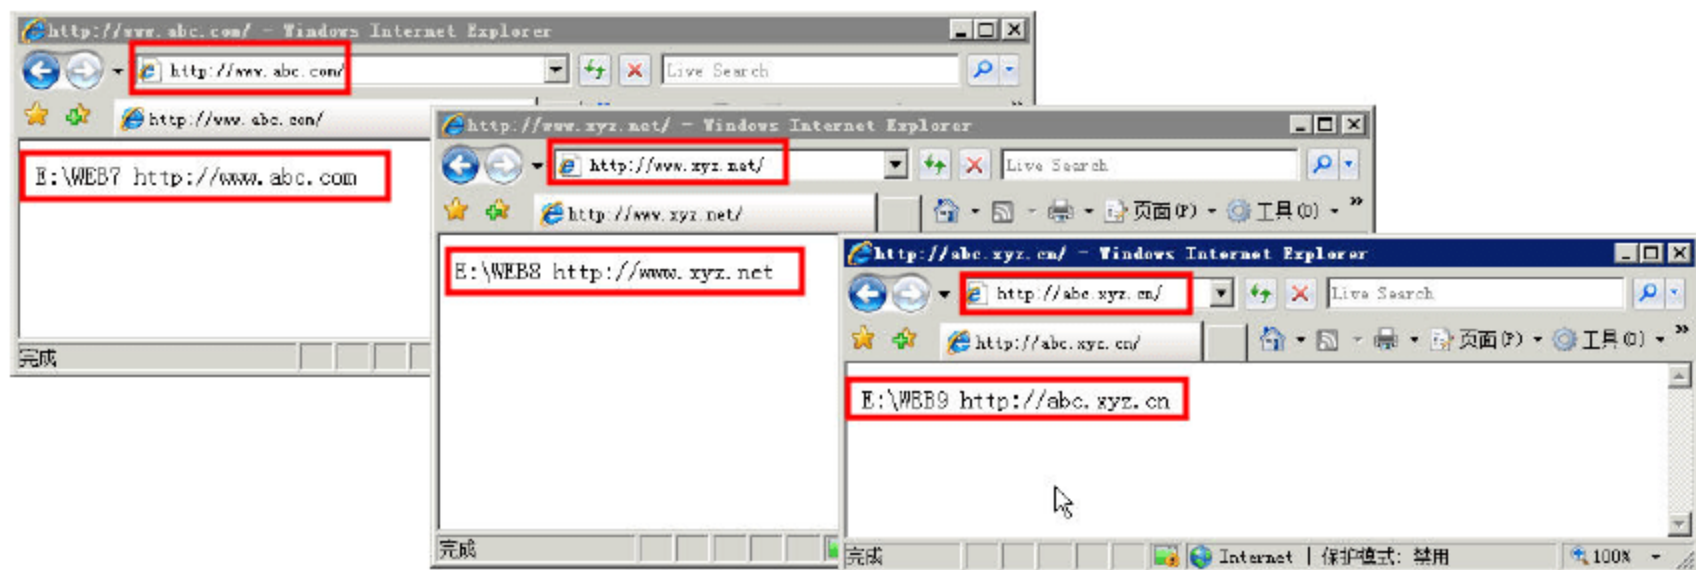 http://www.abc.com/ - Windows Internet Explorer
http://www.abc.com/
Live Search
http://www.abc.com/
E:\WEB7 http://www.abc.com
完成
http://www.xyz.net/ - Windows Internet Explorer
http://www.xyz.net/
Live Search
http://www.xyz.net/
页面(P)
工具(O)
»
E:\WEB8 http://www.xyz.net
完成
http://abc.xyz.cn/ - Windows Internet Explorer
http://abc.xyz.cn/
Live Search
http://abc.xyz.cn/
页面(P)
工具(O)
»
E:\WEB9 http://abc.xyz.cn
完成
Internet | 保护模式: 禁用
100%